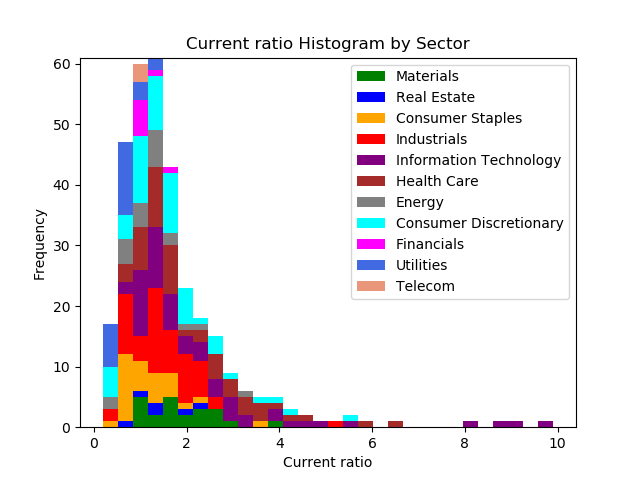 Current ratio Histogram by Sector
60
50
40
30
20
10
0
Frequency
Materials
Real Estate
Consumer Staples
Industrials
Information Technology
Health Care
Energy
Consumer Discretionary
Financials
Utilities
Telecom
0 2 4 6 8 10
Current ratio